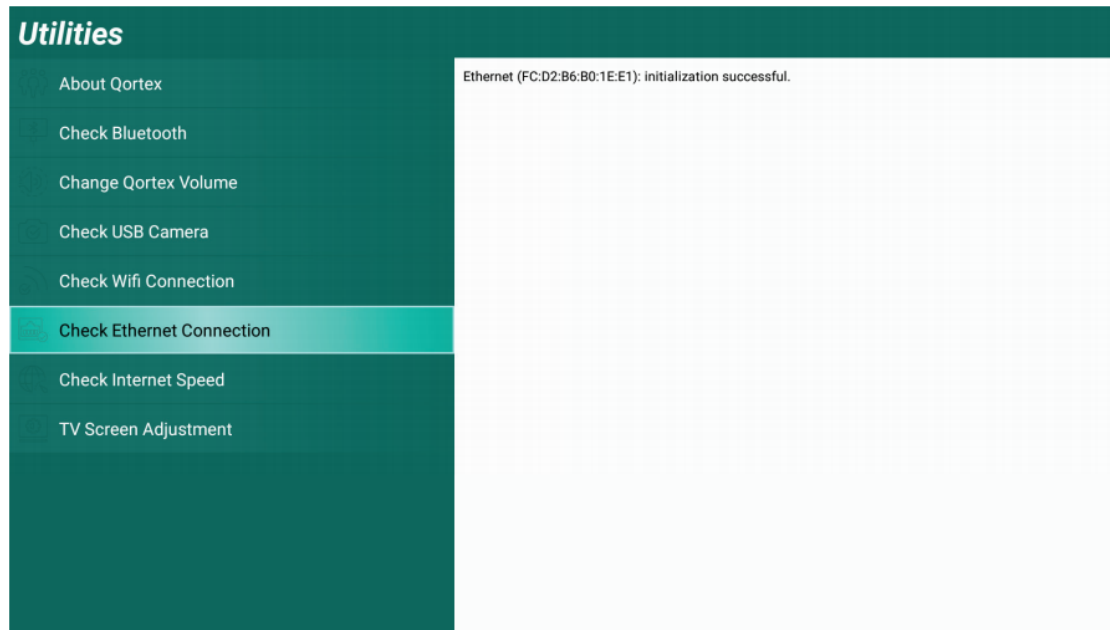 Utilities
About Qortex
Ethernet (FC:D2:B6:B0:1E:E1): initialization successful.
Check Bluetooth
Change Qortex Volume
Check USB Camera
Check Wifi Connection
Check Ethernet Connection
Check Internet Speed
TV Screen Adjustment